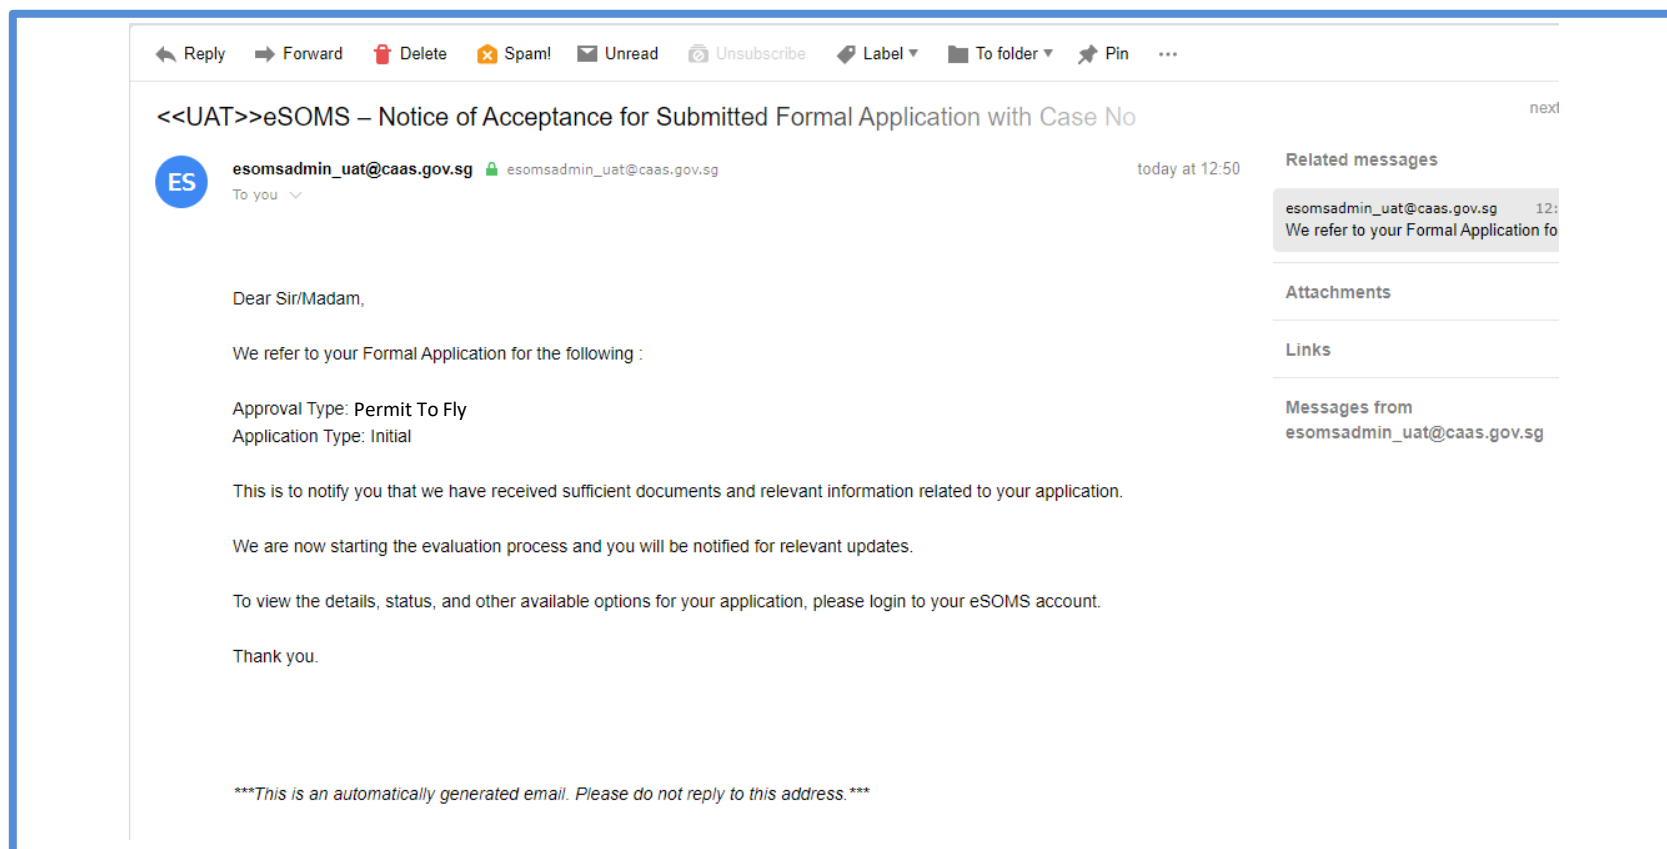 Reply Forward Delete Spam! Unread Unsubscribe Label To folder Pin ...
<<UAT>>eSOMS – Notice of Acceptance for Submitted Formal Application with Case No
next
ES
esomsadmin_uat@caas.gov.sg esomsadmin_uat@caas.gov.sg today at 12:50
To you
Related messages
esomsadmin_uat@caas.gov.sg 12:
We refer to your Formal Application fo
Attachments
Links
Messages from
esomsadmin_uat@caas.gov.sg
Dear Sir/Madam,
We refer to your Formal Application for the following :
Approval Type: Permit To Fly
Application Type: Initial
This is to notify you that we have received sufficient documents and relevant information related to your application.
We are now starting the evaluation process and you will be notified for relevant updates.
To view the details, status, and other available options for your application, please login to your eSOMS account.
Thank you.
***This is an automatically generated email. Please do not reply to this address.***